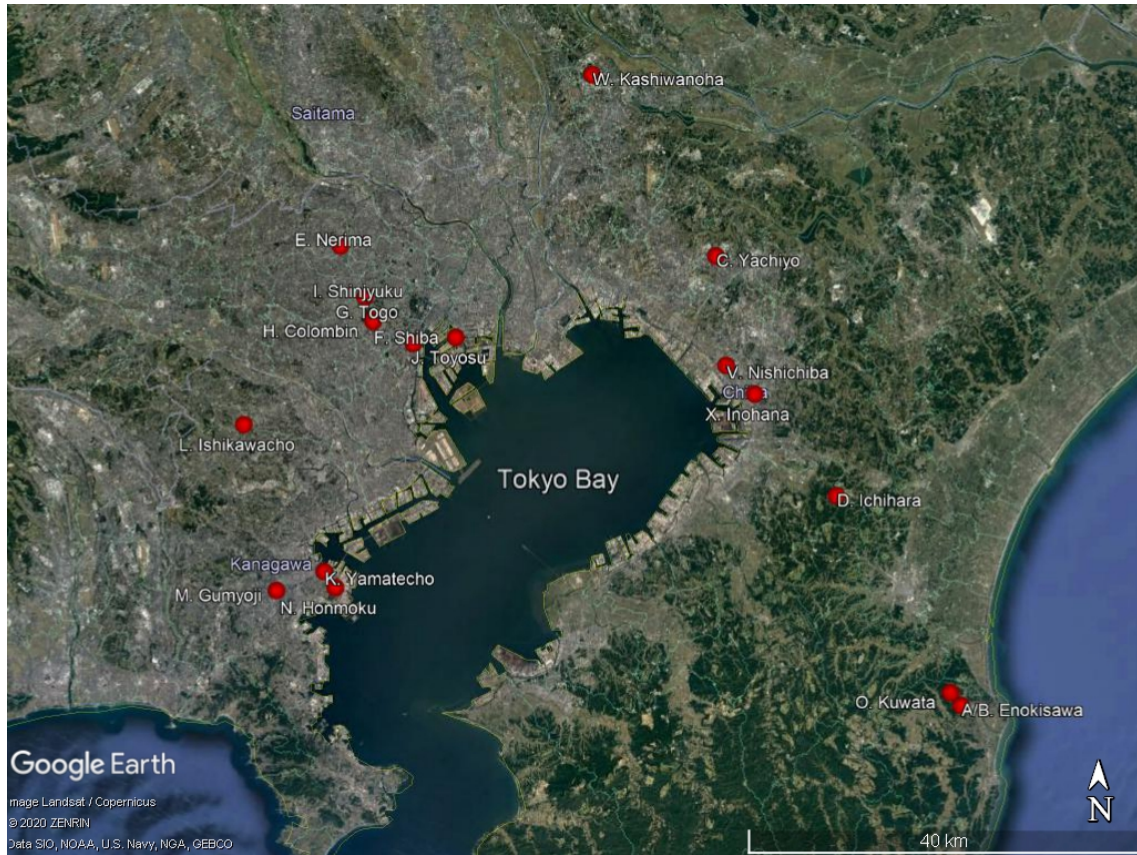 W. Kashiwanoha
Saitama
E. Nerima
C. Yachiyo
I. Shinjyuku
G. Togo
H. Colombin
F. Shiba
J. Toyosu
V. Nishichiba
Chiba
X. Inohana
L. Ishikawacho
Tokyo Bay
D. Ichihara
Kanagawa
K. Yamatecho
M. Gumyoji
N. Honmoku
O. Kuwata
A/B. Enokisawa
Google Earth
mage Landsat / Copernicus
© 2020 ZENRIN
Data SIO, NOAA, U.S. Navy, NGA, GEBCO
N
40 km